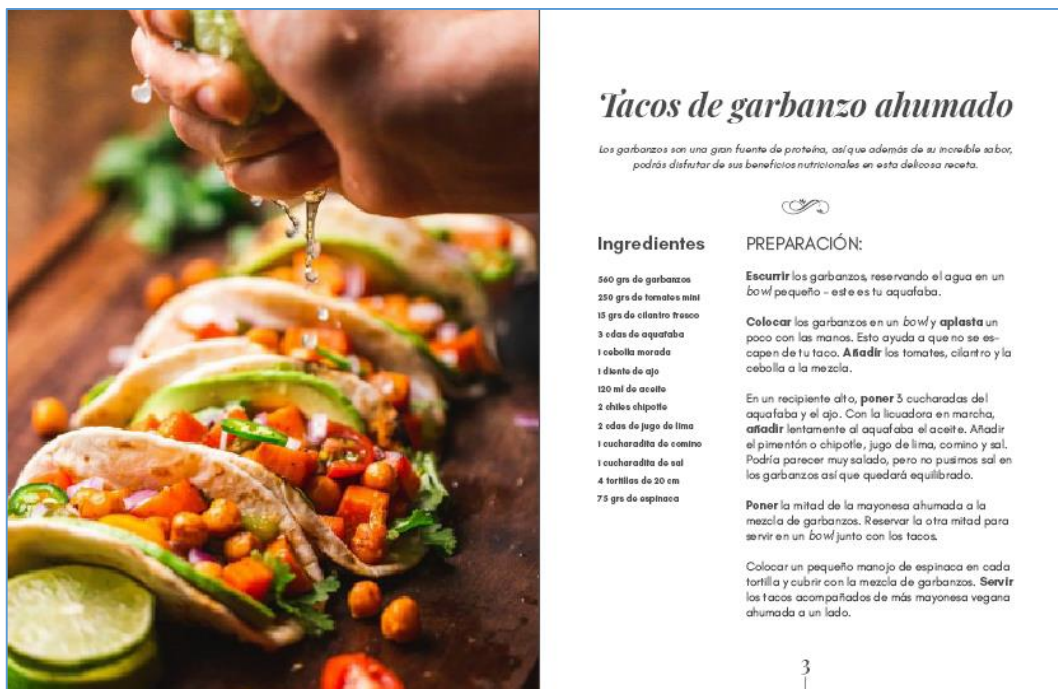 Tacos de garbanzo ahumado
Los garbanzos son una gran fuente de proteína, así que además de su increíble sabor,
podrás disfrutar de sus beneficios nutricionales en esta delicosa receta.
Ingredientes
560 grs de garbanzos
250 grs de tomates mini
15 grs de cilantro fresco
3 cdas de aquafaba
1 cebolla morada
1 diente de ajo
120 ml de aceite
2 chiles chipotle
2 cdas de jugo de lima
1 cucharadita de comino
1 cucharadita de sal
4 tortillas de 20 cm
75 grs de espinaca
PREPARACIÓN:
Escurrir los garbanzos, reservando el agua en un
bowl pequeño – este es tu aquafaba.
Colocar los garbanzos en un bowl y aplasta un
poco con las manos. Esto ayuda a que no se es-
capen de tu taco. Añadir los tomates, cilantro y la
cebolla a la mezcla.
En un recipiente alto, poner 3 cucharadas del
aquafaba y el ajo. Con la licuadora en marcha,
añadir lentamente al aquafaba el aceite. Añadir
el pimentón o chipotle, jugo de lima, comino y sal.
Podría parecer muy salado, pero no pusimos sal en
los garbanzos así que quedará equilibrado.
Poner la mitad de la mayonesa ahumada a la
mezcla de garbanzos. Reservar la otra mitad para
servir en un bowl junto con los tacos.
Colocar un pequeño manojo de espinaca en cada
tortilla y cubrir con la mezcla de garbanzos. Servir
los tacos acompañados de más mayonesa vegana
ahumada a un lado.
3